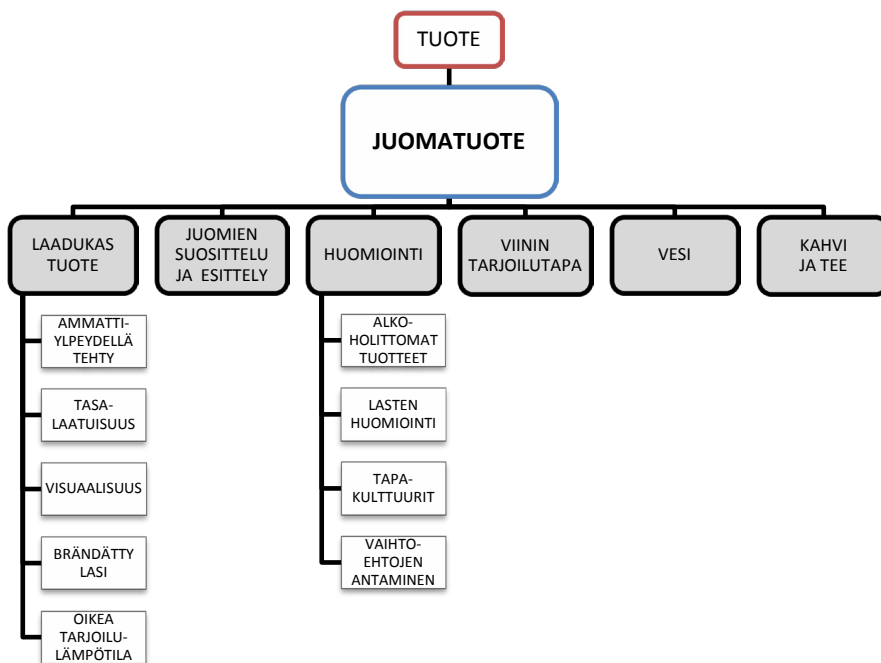 TUOTE
JUOMATUOTE
LAADUKAS
TUOTE
JUOMIEN
SUOSITTELU
JA ESITTELY
HUOMIOINTI
VIININ
TARJOILUTAPA
VESI
KAHVI
JA TEE
AMMATTI-
YLPEYDELLÄ
TEHTY
TASA-
LAATUISUUS
VISUAALISUUS
BRÄNDÄTTY
LASI
OIKEA
TARJOILU-
LÄMPÖTILA
ALKO-
HOLITTOMAT
TUOTTEET
LASTEN
HUOMIOINTI
TAPA-
KULTTUURIT
VAIHTO-
EHTOJEN
ANTAMINEN